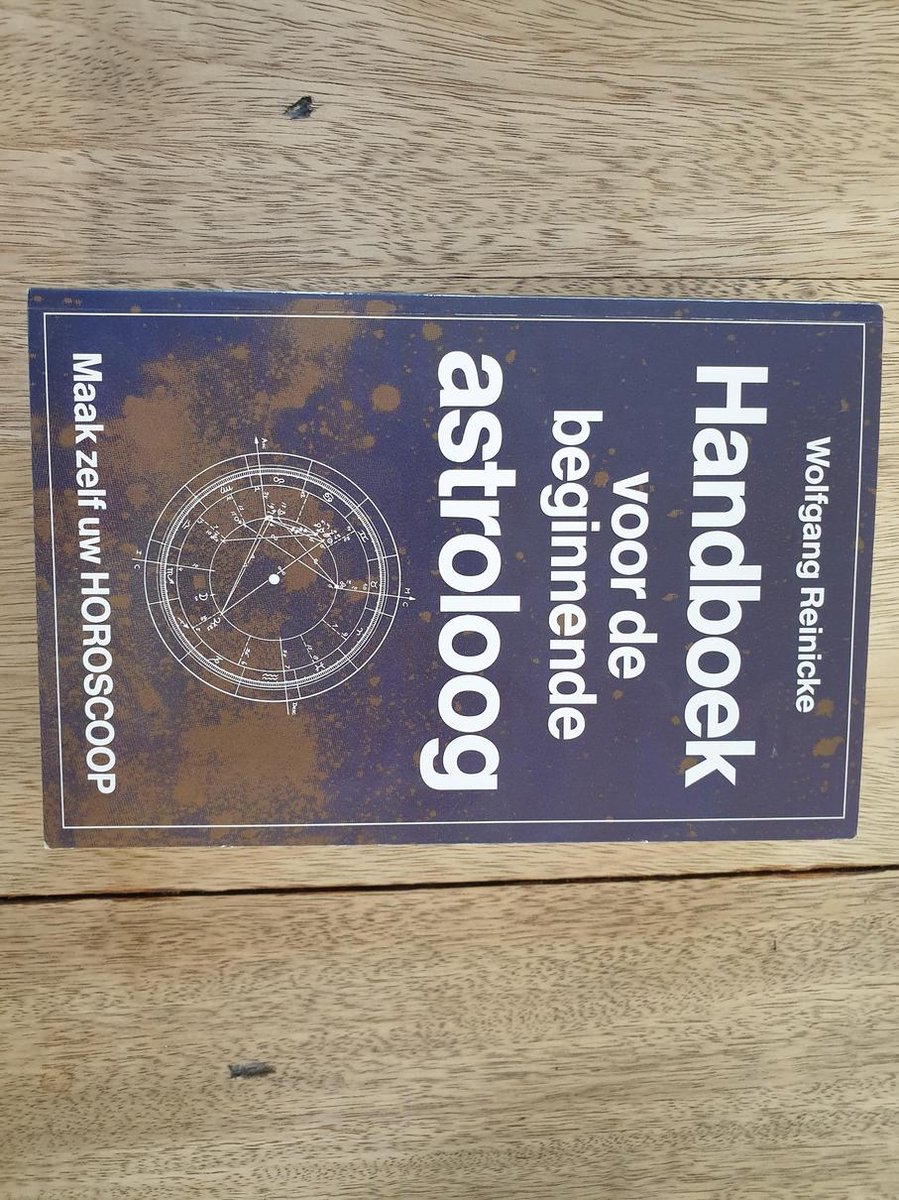 Wolfgang Reinicke
Handboek
voor de
beginnende
astroloog
Maak zelf uw HOROSCOOP